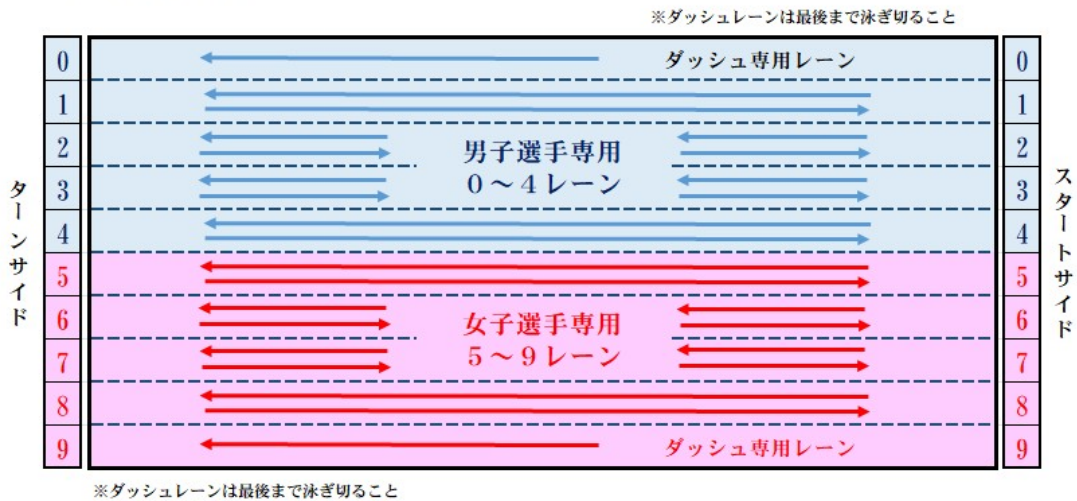 ※ダッシュレーンは最後まで泳ぎ切ること
0 ダッシュ専用レーン 0
1 1
2 2
男子選手専用
0～4レーン
3 3
4 4
ターンサイド
スタートサイド
5 5
6 6
女子選手専用
5～9レーン
7 7
8 8
9 ダッシュ専用レーン 9
※ダッシュレーンは最後まで泳ぎ切ること